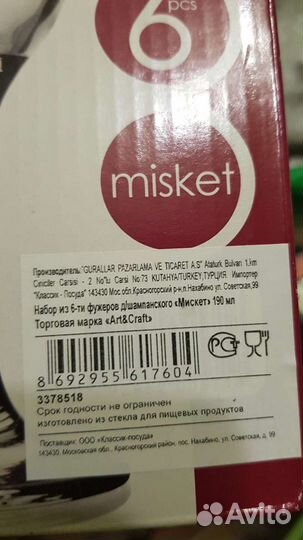 6
pcs
misket
Производитель:"GURALLAR PAZARLAMA VE TICARET A.S" Ataturk Bulvari 1.km
Ciniciler Carsisi - 2 No'lu Carsi No:73 KUTAHYA/TURKEY,ТУРЦИЯ. Импортер
"Классик - Посуда" 143430 Мос.обл.Красногорский р-н,п.Нахабино ул. Советская,99
Набор из 6-ти фужеров д/шампанского «Мискет» 190 мл
Торговая марка «Art&Craft»
8 692955 617604
3378518
Срок годности не ограничен
изготовлено из стекла для пищевых продуктов
Поставщик: ООО «Классик-посуда»
143430, Московская обл., Красногорский район, пос. Нахабино, ул. Советская, д. 99
Avito